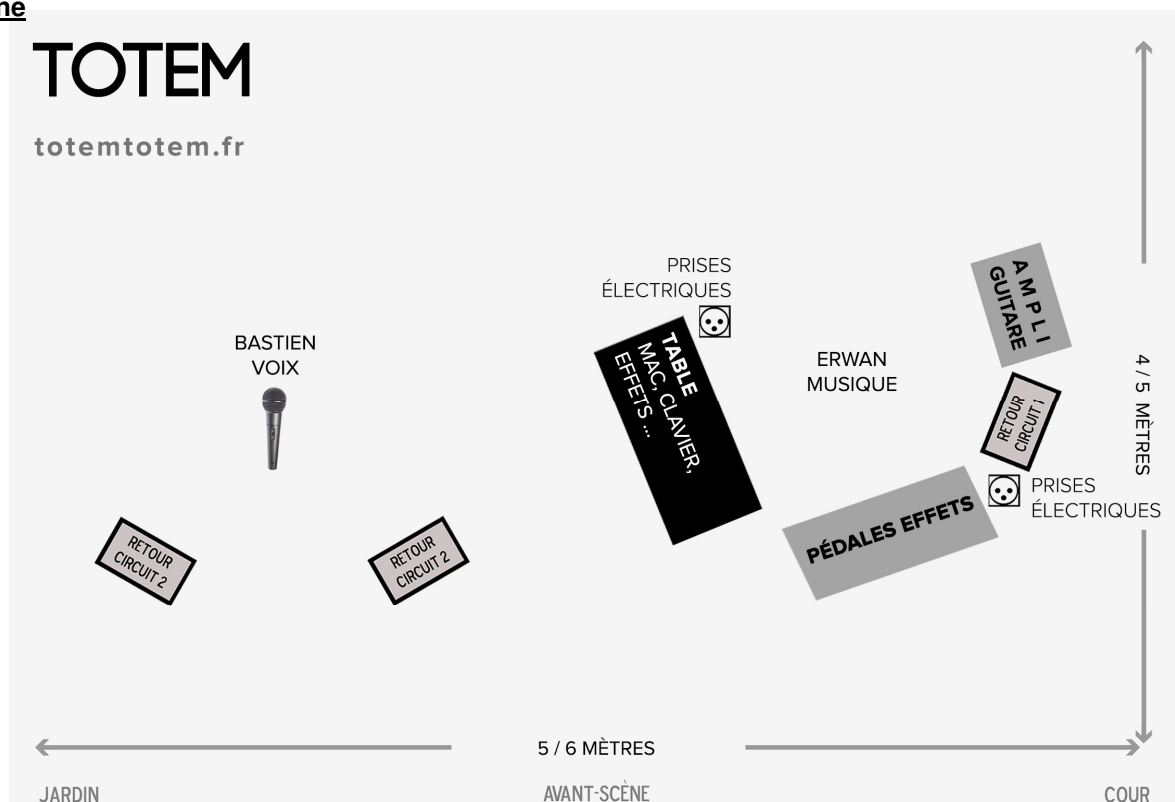 TOTEM
totemtotem.fr
PRISES
ÉLECTRIQUES
AMPLI
GUITARE
BASTIEN
VOIX
TABLE
MAC, CLAVIER,
EFFETS ...
ERWAN
MUSIQUE
4 / 5 MÈTRES
RETOUR
CIRCUIT 1
PRISES
ÉLECTRIQUES
PÉDALES EFFETS
RETOUR
CIRCUIT 2
RETOUR
CIRCUIT 2
5 / 6 MÈTRES
JARDIN
AVANT-SCÈNE
COUR